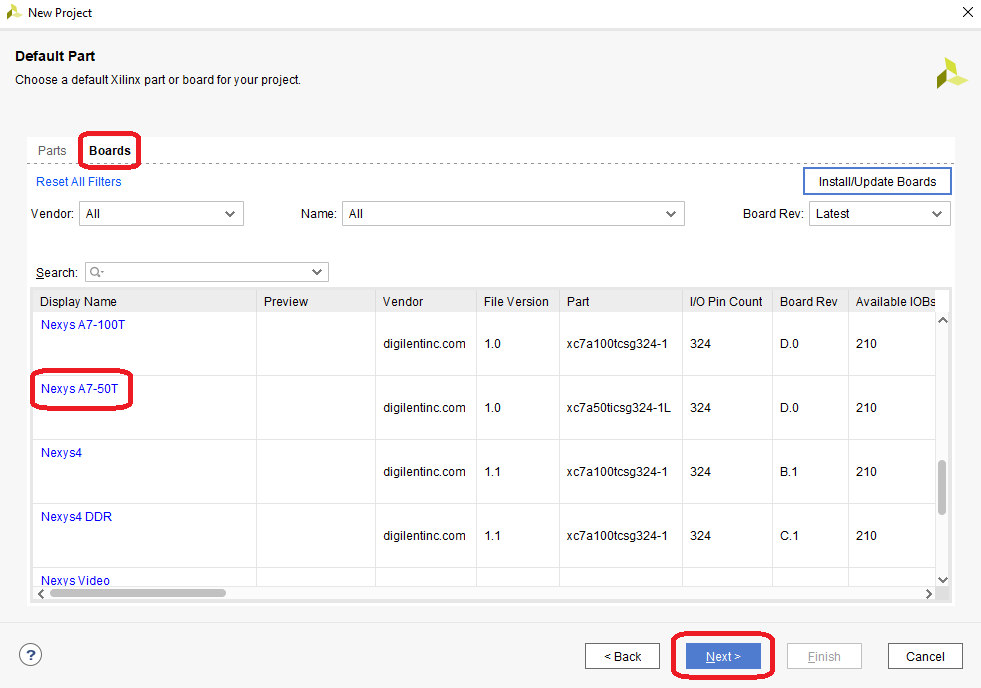 New Project
Default Part
Choose a default Xilinx part or board for your project.
Parts Boards
Reset All Filters Install/Update Boards
Vendor: All Name: All Board Rev: Latest
Search:
Display Name Preview Vendor File Version Part I/O Pin Count Board Rev Available IOBs
Nexys A7-100T digilentinc.com 1.0 xc7a100tcsg324-1 324 D.0 210
Nexys A7-50T digilentinc.com 1.0 xc7a50ticsg324-1L 324 D.0 210
Nexys4 digilentinc.com 1.1 xc7a100tcsg324-1 324 B.1 210
Nexys4 DDR digilentinc.com 1.1 xc7a100tcsg324-1 324 C.1 210
Nexys Video
? < Back Next > Finish Cancel